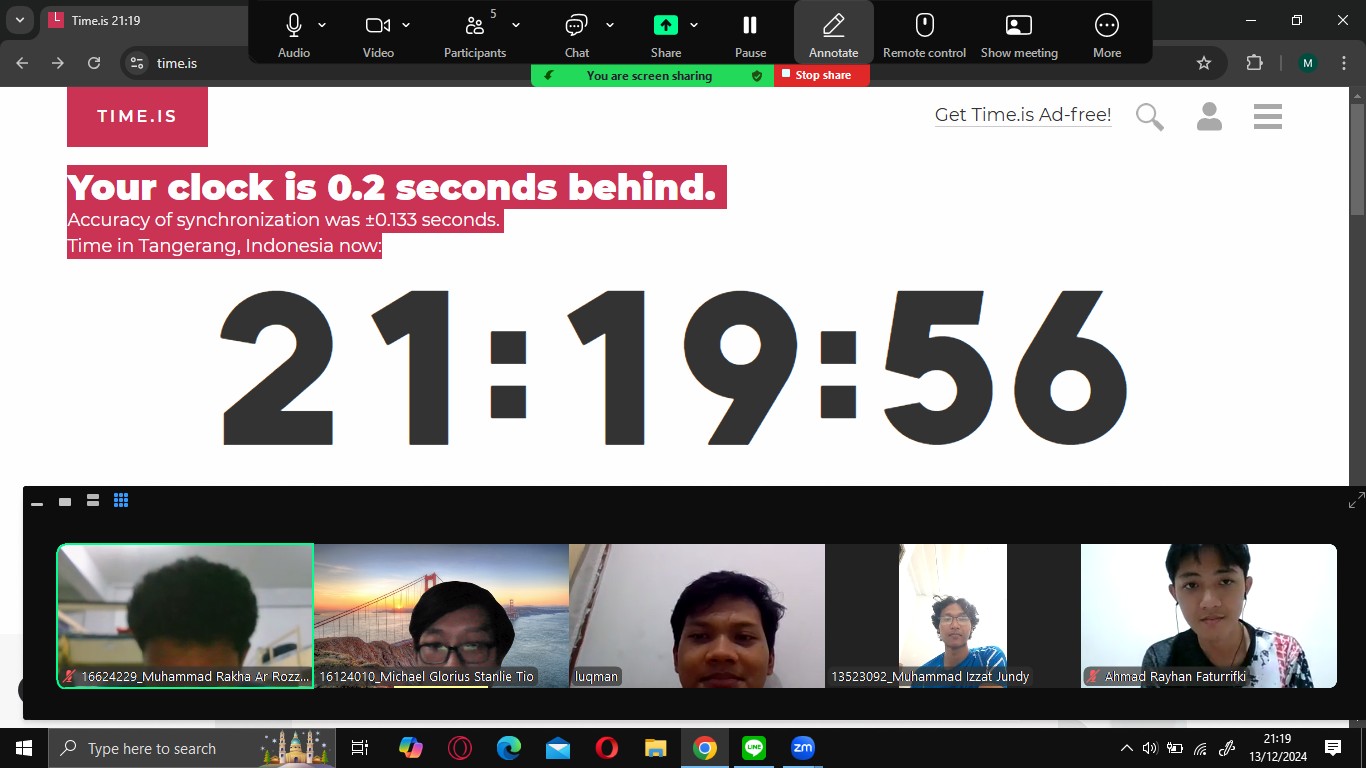 Time.is 21:19
Audio
Video
5
Participants
Chat
Share
Pause
Annotate
Remote control
Show meeting
More
time.is
M
You are screen sharing
Stop share
TIME.IS
Get Time.is Ad-free!
Your clock is 0.2 seconds behind.
Accuracy of synchronization was ±0.133 seconds.
Time in Tangerang, Indonesia now:
21:19:56
16624229_Muhammad Rakha Ar Rozz...
16124010_Michael Glorius Stanlie Tio
luqman
13523092_Muhammad Izzat Jundy
Ahmad Rayhan Faturrifki
Type here to search
LINE
zm
21:19
13/12/2024